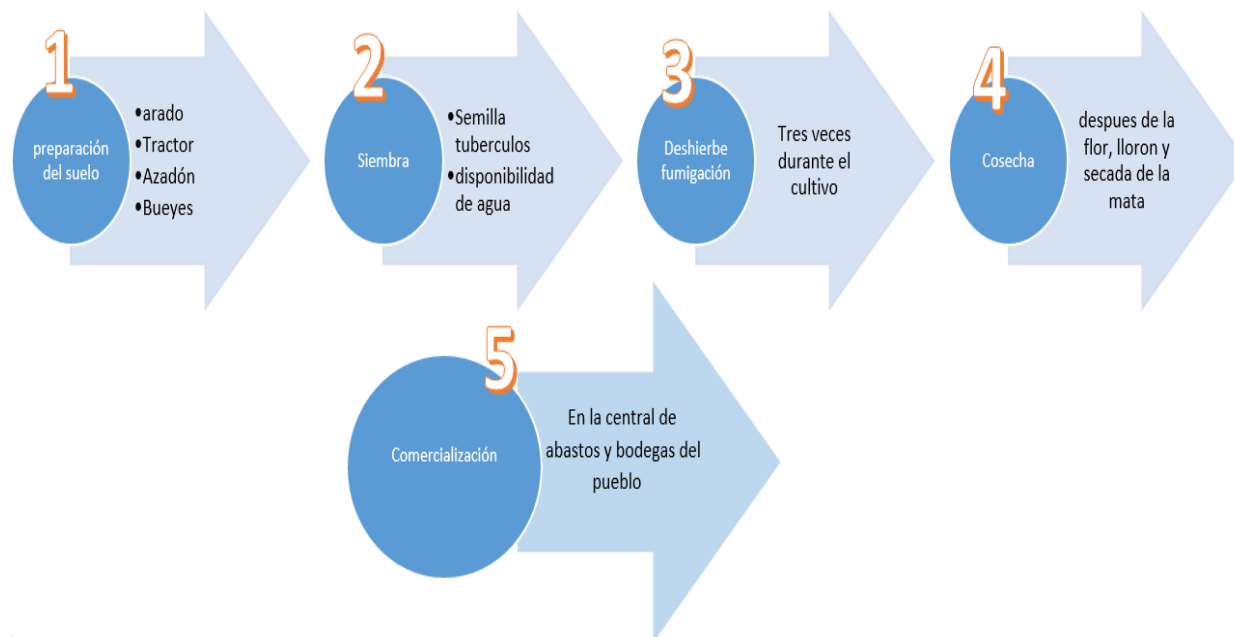 1
preparación
del suelo
•arado
•Tractor
•Azadón
•Bueyes
2
Siembra
•Semilla
tuberculos
•disponibilidad
de agua
3
Deshierbe
fumigación
Tres veces
durante el
cultivo
4
Cosecha
despues de la
flor, lloron y
secada de la
mata
5
Comercialización
En la central de
abastos y bodegas del
pueblo